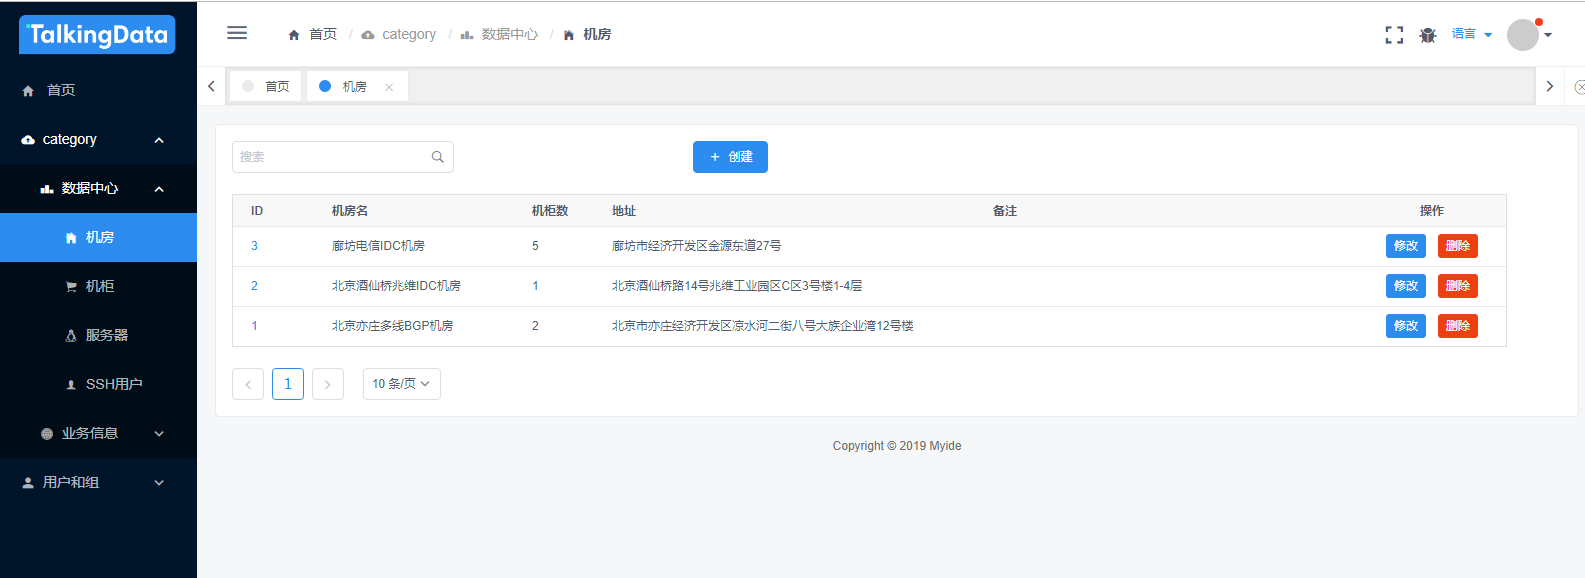 TalkingData
首页 / category / 数据中心 / 机房
语言
首页
机房
首页
category
数据中心
机房
机柜
服务器
SSH用户
业务信息
用户和组
搜索
+ 创建
ID 机房名 机柜数 地址 备注 操作
3 廊坊电信IDC机房 5 廊坊市经济开发区金源东道27号 修改 删除
2 北京酒仙桥兆维IDC机房 1 北京酒仙桥路14号兆维工业园区C区3号楼1-4层 修改 删除
1 北京亦庄多线BGP机房 2 北京市亦庄经济开发区凉水河二街八号大族企业湾12号楼 修改 删除
1 10 条/页
Copyright © 2019 Myide